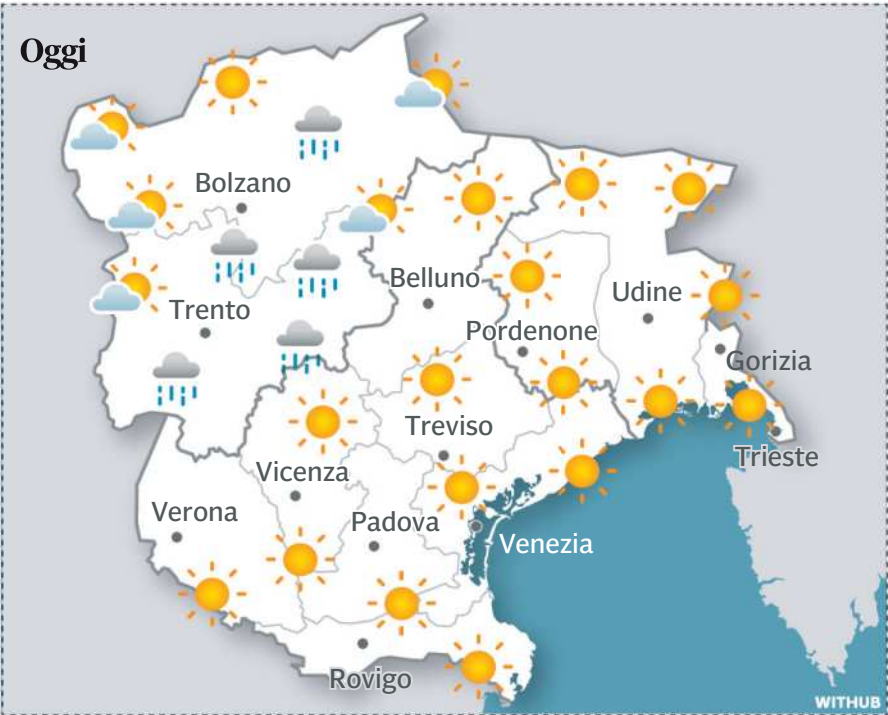 Oggi
Bolzano
Belluno
Udine
Trento
Pordenone
Gorizia
Treviso
Trieste
Vicenza
Verona
Padova
Venezia
Rovigo
WITHUB